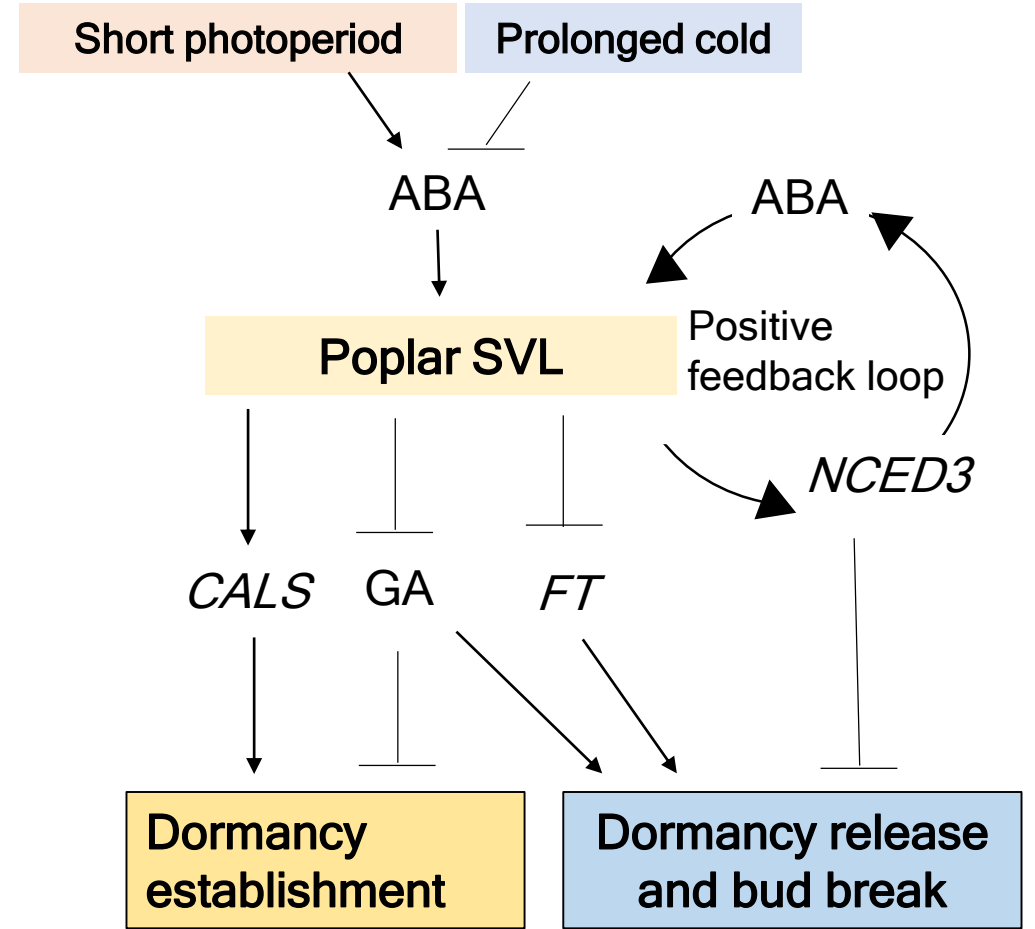 Short photoperiod
Prolonged cold
ABA
ABA
Poplar SVL
Positive
feedback loop
NCED3
CALS
GA
FT
Dormancy
establishment
Dormancy release
and bud break